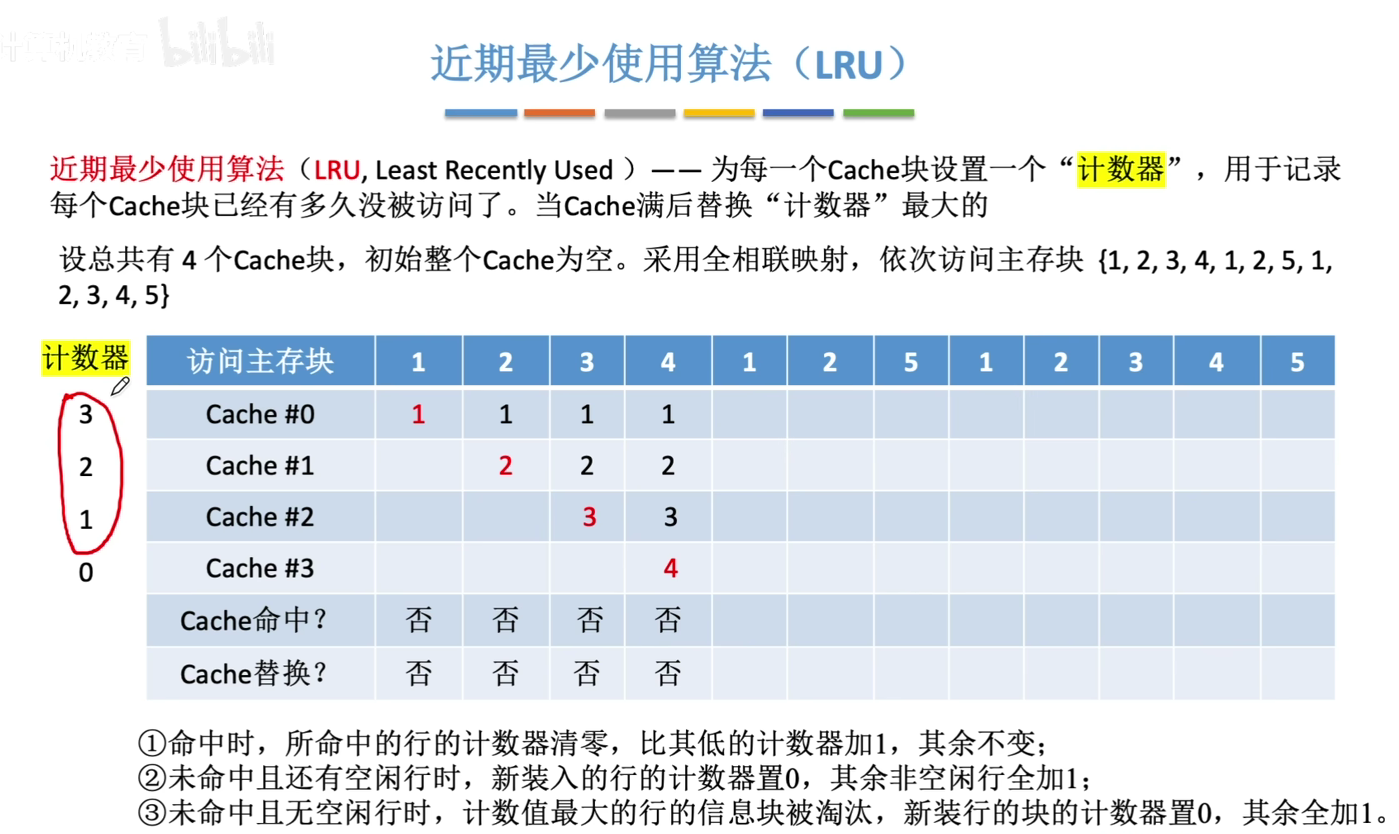 计算机教育 bilibili
近期最少使用算法（LRU）
近期最少使用算法（LRU, Least Recently Used ）—— 为每一个Cache块设置一个“计数器”，用于记录
每个Cache块已经有多久没被访问了。当Cache满后替换“计数器”最大的
设总共有 4 个Cache块，初始整个Cache为空。采用全相联映射，依次访问主存块 {1, 2, 3, 4, 1, 2, 5, 1,
2, 3, 4, 5}
计数器 访问主存块 1 2 3 4 1 2 5 1 2 3 4 5
3 Cache #0 1 1 1 1
2 Cache #1 2 2 2
1 Cache #2 3 3
0 Cache #3 4
Cache命中? 否 否 否 否
Cache替换? 否 否 否 否
①命中时，所命中的行的计数器清零，比其低的计数器加1，其余不变；
②未命中且还有空闲行时，新装入的行的计数器置0，其余非空闲行全加1；
③未命中且无空闲行时，计数值最大的行的信息块被淘汰，新装行的块的计数器置0，其余全加1。